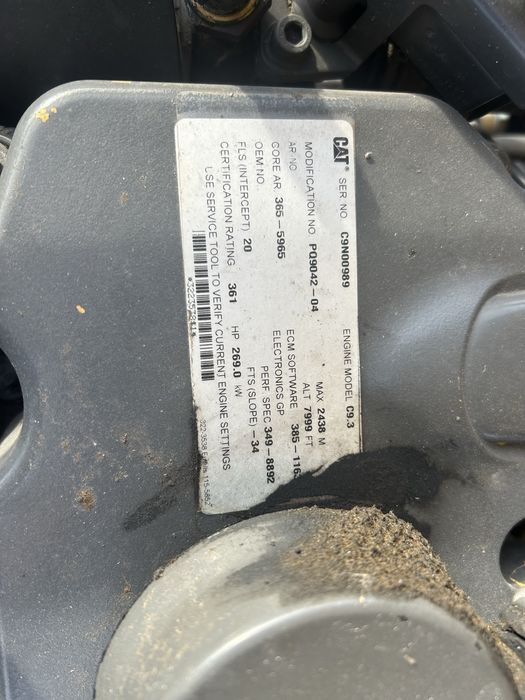 CAT® SER. NO. C9N00989 ENGINE MODEL C9.3
MODIFICATION NO. PQ9042-04 MAX 2438 M
AR NO. ALT 7999 FT
CORE AR 365-5965 ECM SOFTWARE 385-116
OEM NO. ELECTRONICS GP
FLS (INTERCEPT) 20 PERF SPEC 349-8892
CERTIFICATION RATING 361 HP 269.0 kW FTS (SLOPE) -34
USE SERVICE TOOL TO VERIFY CURRENT ENGINE SETTINGS